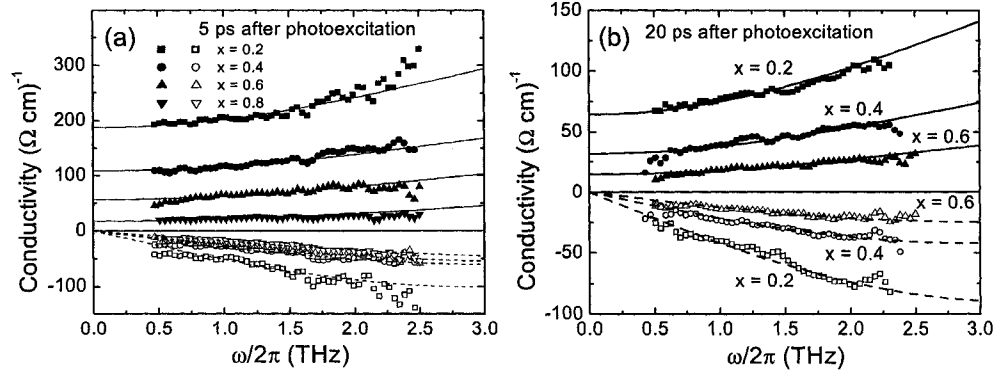 (a) 5 ps after photoexcitation
x = 0.2
x = 0.4
x = 0.6
x = 0.8
Conductivity (Ω cm)⁻¹
300
200
100
0
-100
0.0 0.5 1.0 1.5 2.0 2.5 3.0
ω/2π (THz)
(b) 20 ps after photoexcitation
x = 0.2
x = 0.4
x = 0.6
x = 0.6
x = 0.4
x = 0.2
Conductivity (Ω cm)⁻¹
150
100
50
0
-50
-100
0.0 0.5 1.0 1.5 2.0 2.5 3.0
ω/2π (THz)